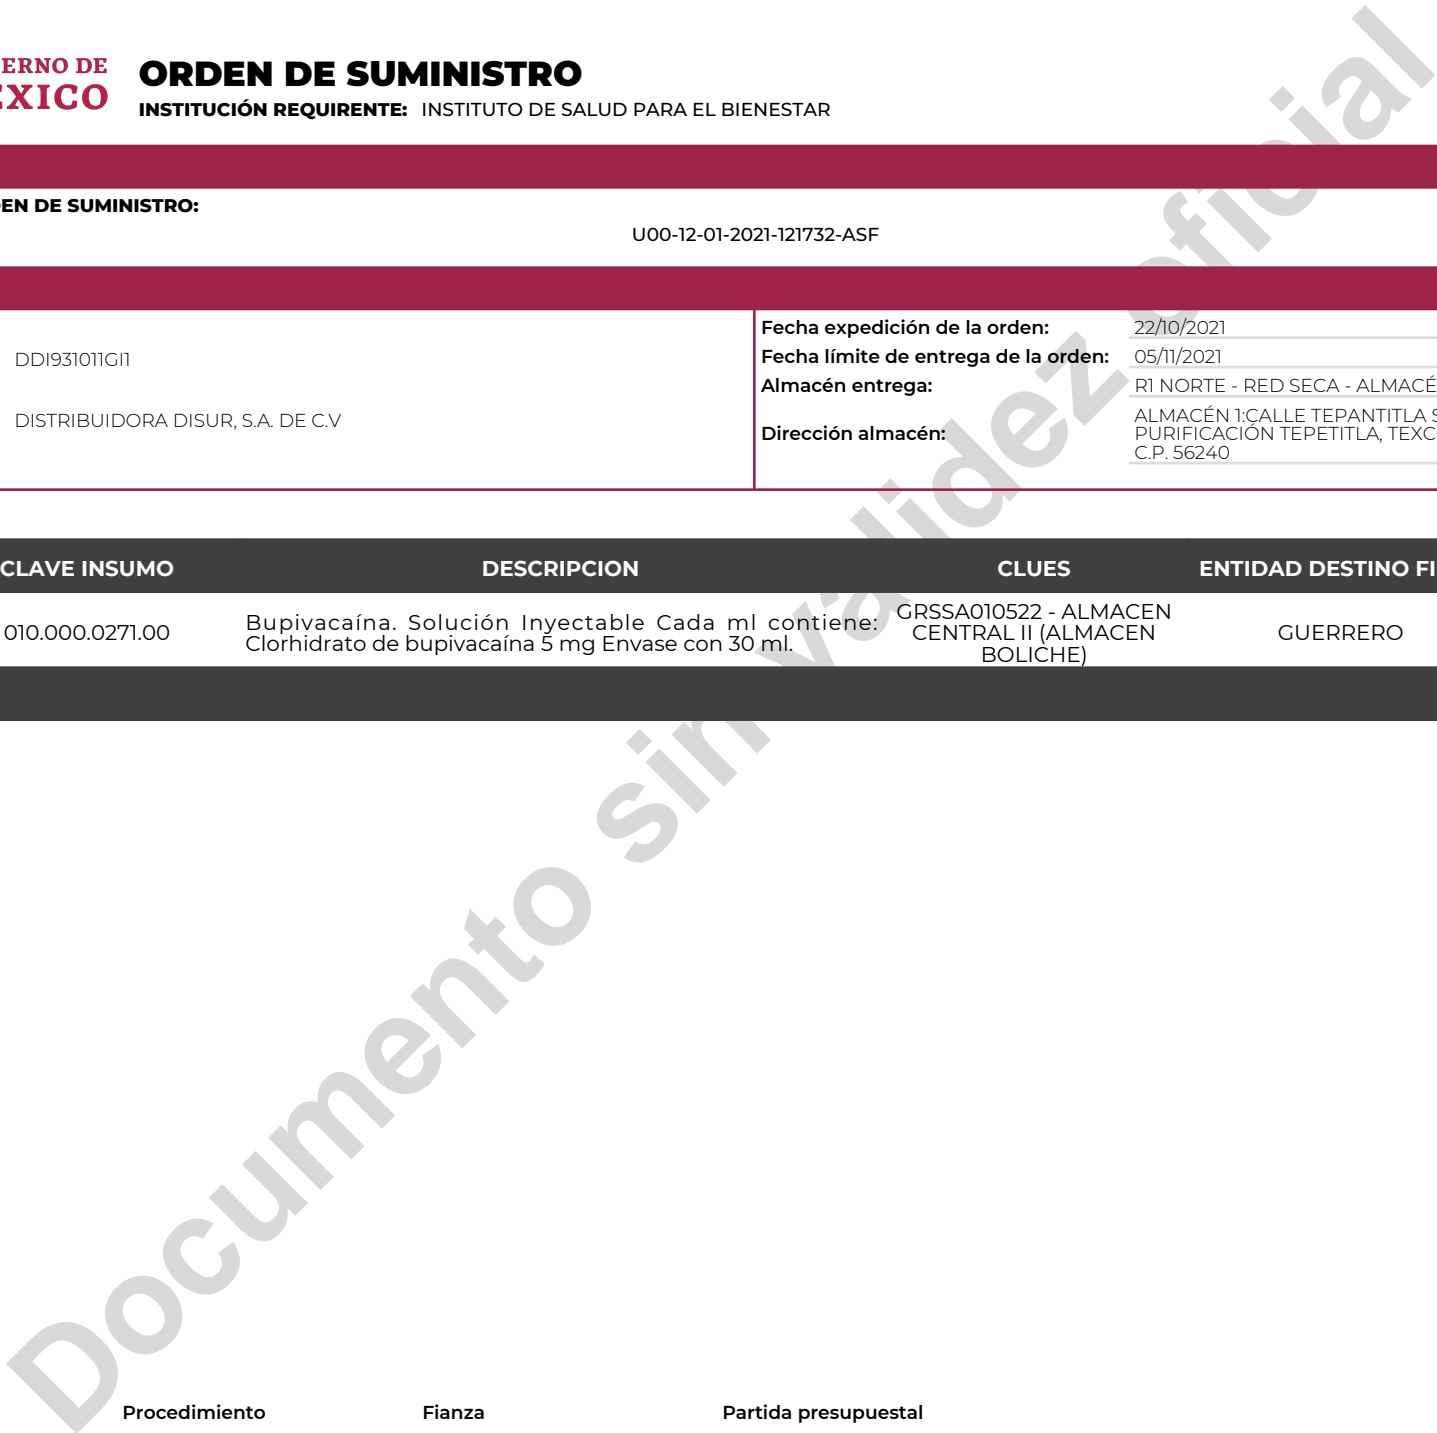 ERNO DE
EXICO
ORDEN DE SUMINISTRO
INSTITUCIÓN REQUIRENTE: INSTITUTO DE SALUD PARA EL BIENESTAR
EN DE SUMINISTRO:
U00-12-01-2021-121732-ASF
DDI931011GI1
DISTRIBUIDORA DISUR, S.A. DE C.V
Fecha expedición de la orden: 22/10/2021
Fecha límite de entrega de la orden: 05/11/2021
Almacén entrega: R1 NORTE - RED SECA - ALMACÉ
Dirección almacén:
ALMACÉN 1:CALLE TEPANTITLA S
PURIFICACIÓN TEPETITLA, TEXC
C.P. 56240
CLAVE INSUMO DESCRIPCION CLUES ENTIDAD DESTINO FI
010.000.0271.00
Bupivacaína. Solución Inyectable Cada ml contiene:
Clorhidrato de bupivacaína 5 mg Envase con 30 ml.
GRSSA010522 - ALMACEN
CENTRAL II (ALMACEN
BOLICHE)
GUERRERO
Documento sin validez oficial
Procedimiento Fianza Partida presupuestal